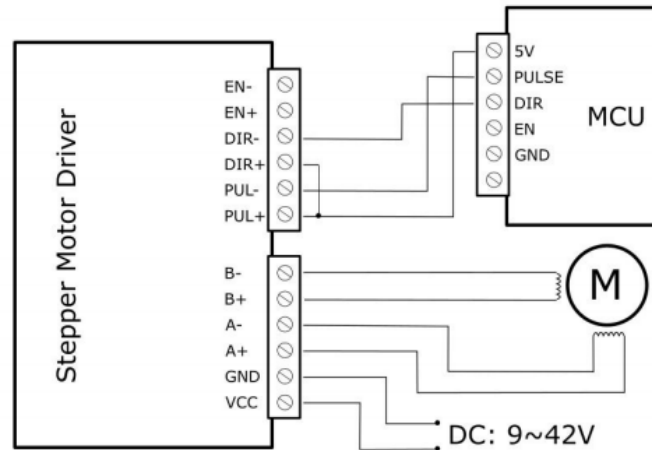 Stepper Motor Driver
EN-
EN+
DIR-
DIR+
PUL-
PUL+
B-
B+
A-
A+
GND
VCC
5V
PULSE
DIR
EN
GND
MCU
M
DC: 9~42V